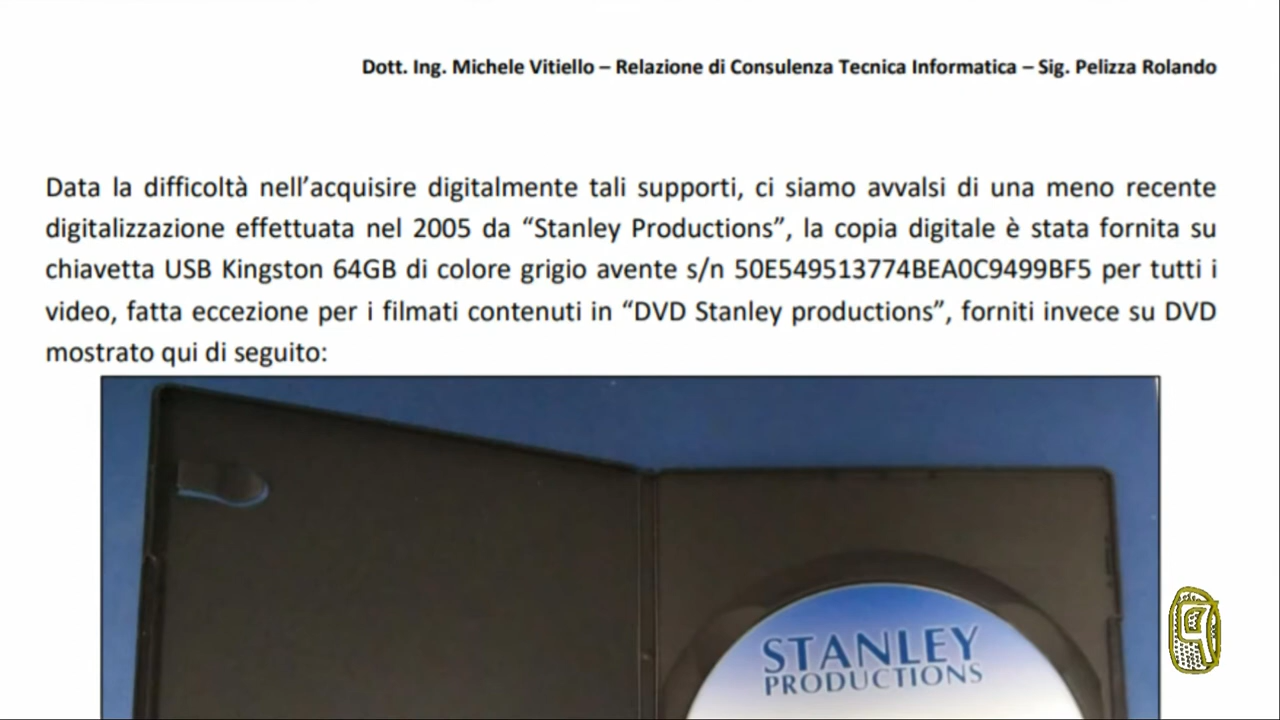 Dott. Ing. Michele Vitiello – Relazione di Consulenza Tecnica Informatica – Sig. Pelizza Rolando
Data la difficoltà nell’acquisire digitalmente tali supporti, ci siamo avvalsi di una meno recente
digitalizzazione effettuata nel 2005 da “Stanley Productions”, la copia digitale è stata fornita su
chiavetta USB Kingston 64GB di colore grigio avente s/n 50E549513774BEA0C9499BF5 per tutti i
video, fatta eccezione per i filmati contenuti in “DVD Stanley productions”, forniti invece su DVD
mostrato qui di seguito:
STANLEY
PRODUCTIONS